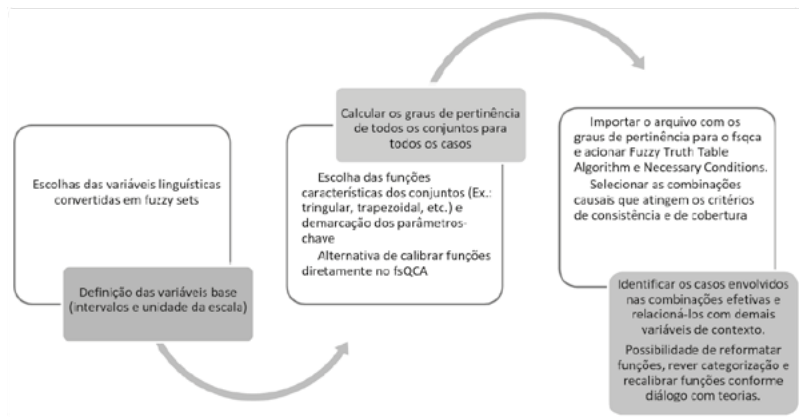 Escolhas das variáveis linguísticas
convertidas em fuzzy sets
Definição das variáveis base
(intervalos e unidade da escala)
Calcular os graus de pertinência
de todos os conjuntos para
todos os casos
Escolha das funções
características dos conjuntos (Ex.:
tringular, trapezoidal, etc.) e
demarcação dos parâmetros-
chave
Alternativa de calibrar funções
diretamente no fsQCA
Importar o arquivo com os
graus de pertinência para o fsqca
e acionar Fuzzy Truth Table
Algorithm e Necessary Conditions.
Selecionar as combinações
causais que atingem os critérios
de consistência e de cobertura
Identificar os casos envolvidos
nas combinações efetivas e
relacioná-los com demais
variáveis de contexto.
Possibilidade de reformatar
funções, rever categorização e
recalibrar funções conforme
diálogo com teorias.